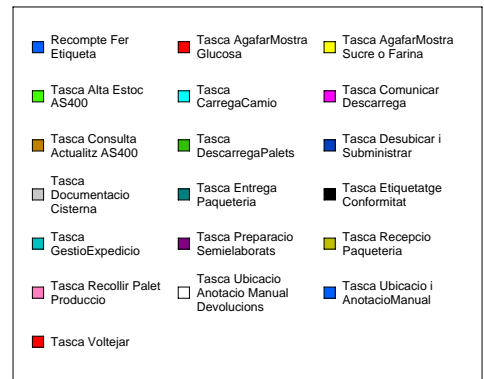 Recompte Fer
Etiqueta
Tasca AgafarMostra
Glucosa
Tasca AgafarMostra
Sucre o Farina
Tasca Alta Estoc
AS400
Tasca
CarregaCamio
Tasca Comunicar
Descarrega
Tasca Consulta
Actualitz AS400
Tasca
DescarregaPalets
Tasca Desubicar i
Subministrar
Tasca
Documentacio
Cisterna
Tasca Entrega
Paqueteria
Tasca Etiquetatge
Conformitat
Tasca
GestioExpedicio
Tasca Preparacio
Semielaborats
Tasca Recepcio
Paqueteria
Tasca Recollir Palet
Produccio
Tasca Ubicacio
Anotacio Manual
Devolucions
Tasca Ubicacio i
AnotacioManual
Tasca Voltejar